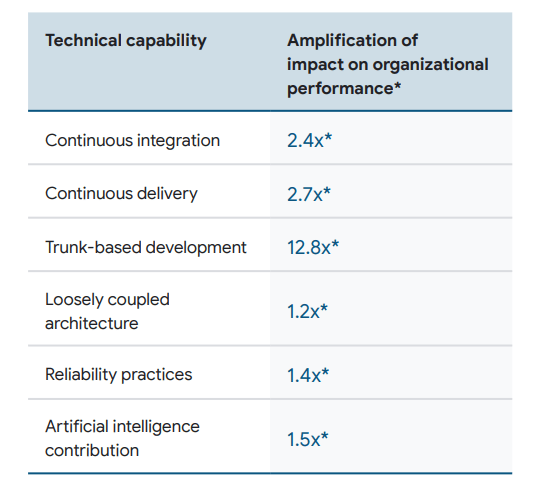 Technical capability
Amplification of
impact on organizational
performance*
Continuous integration
2.4x*
Continuous delivery
2.7x*
Trunk-based development
12.8x*
Loosely coupled
architecture
1.2x*
Reliability practices
1.4x*
Artificial intelligence
contribution
1.5x*